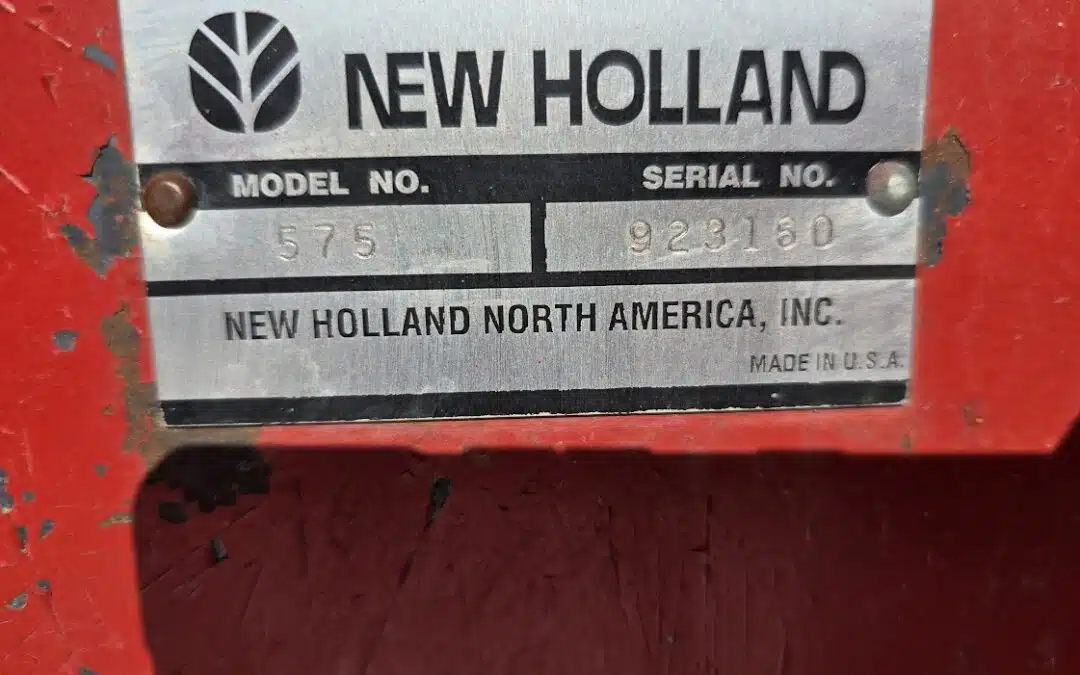 NEW HOLLAND
MODEL NO. SERIAL NO.
575 923160
NEW HOLLAND NORTH AMERICA, INC.
MADE IN U.S.A.